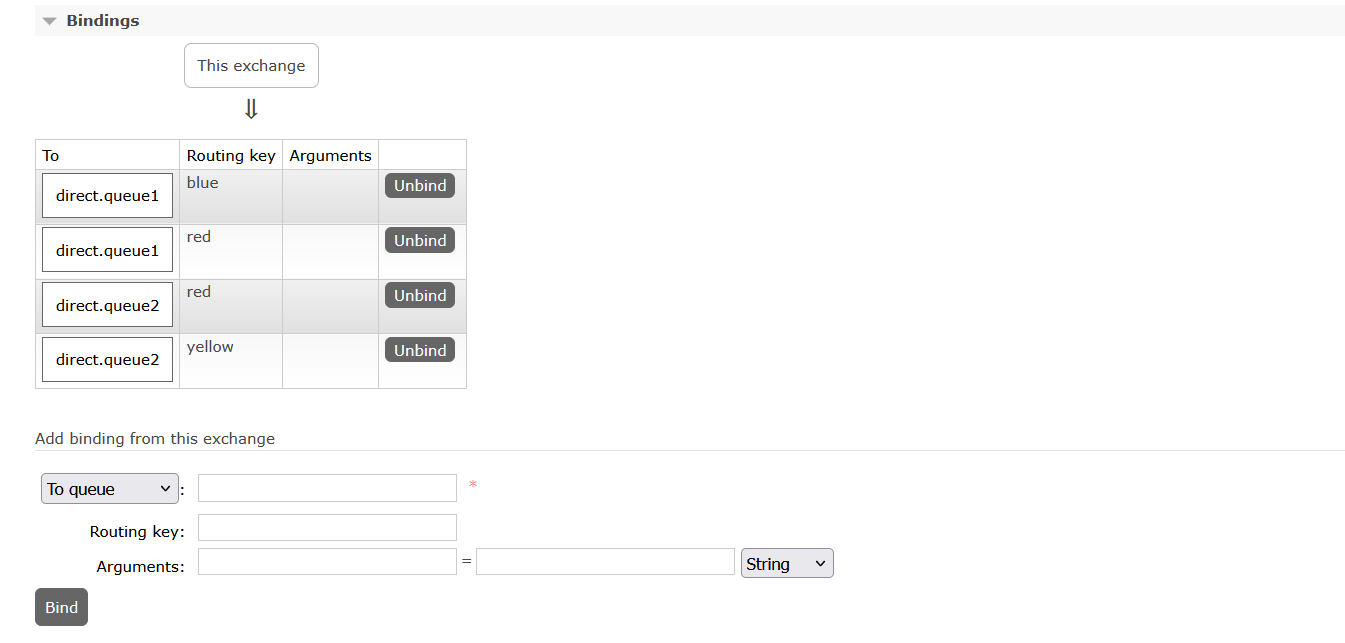 Bindings
This exchange
⇓
To Routing key Arguments
direct.queue1 blue Unbind
direct.queue1 red Unbind
direct.queue2 red Unbind
direct.queue2 yellow Unbind
Add binding from this exchange
To queue : *
Routing key:
Arguments: = String
Bind